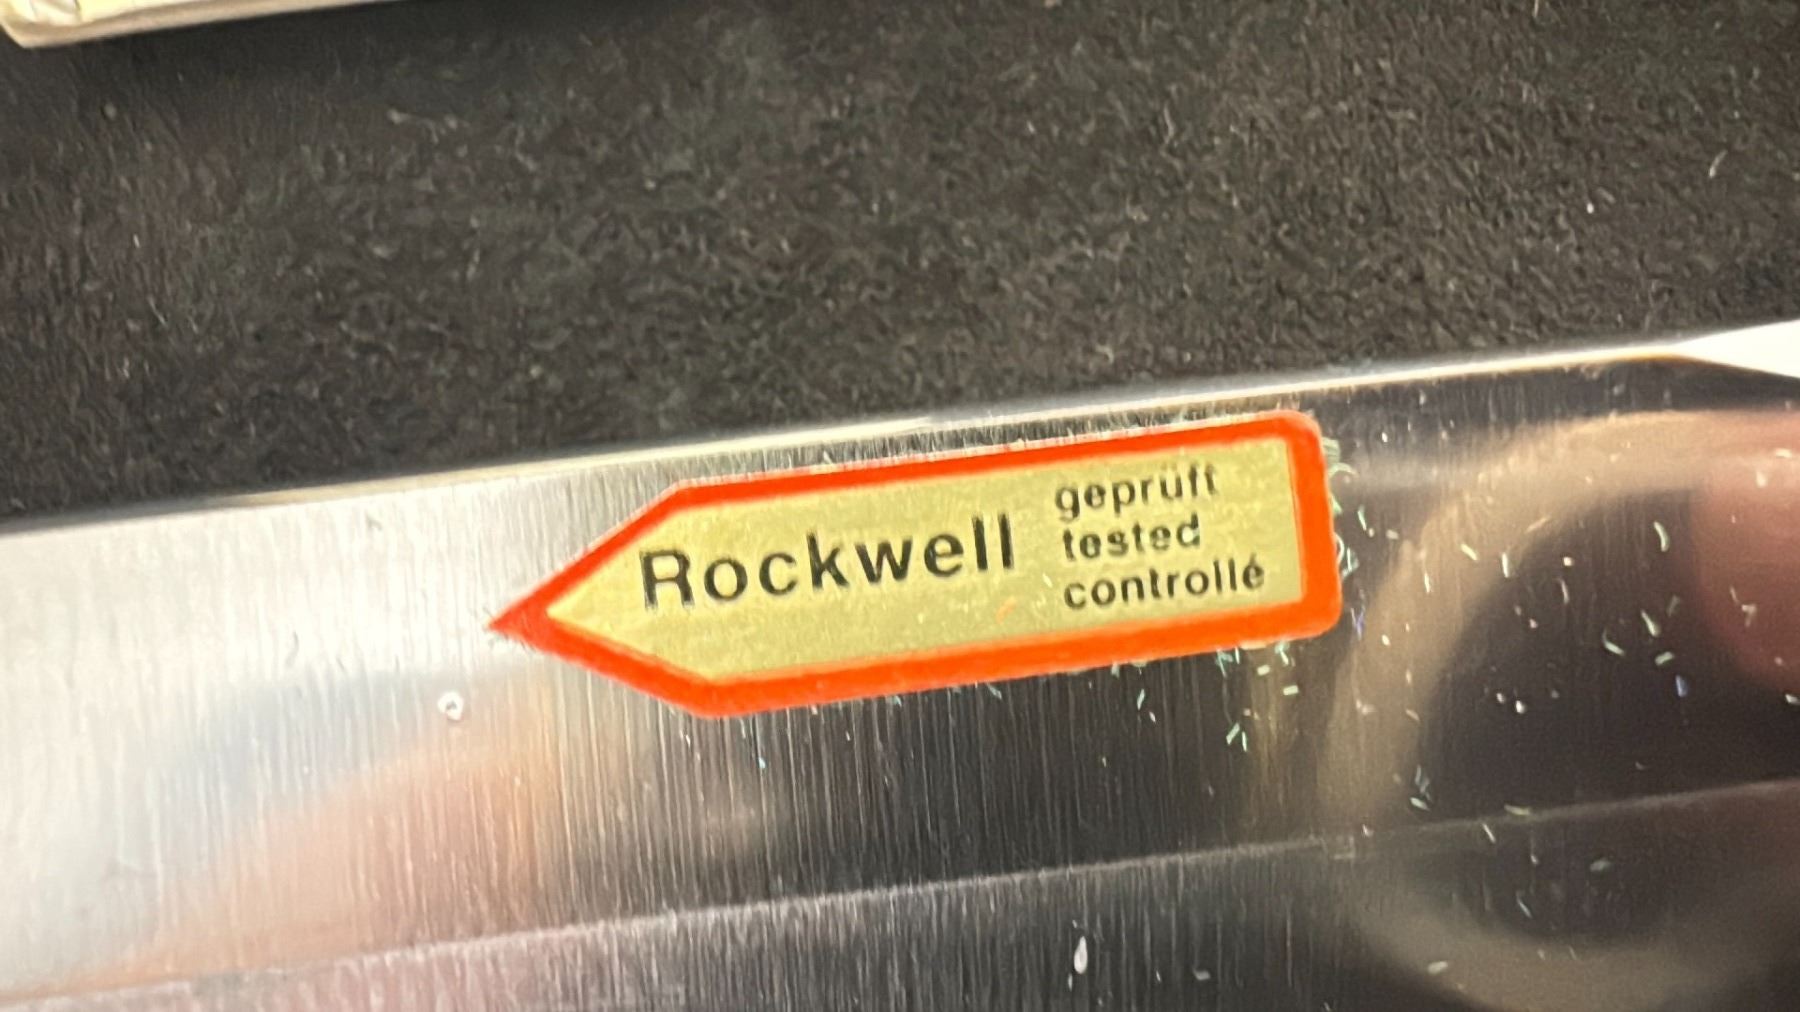 Rockwell
geprüft
tested
controllé